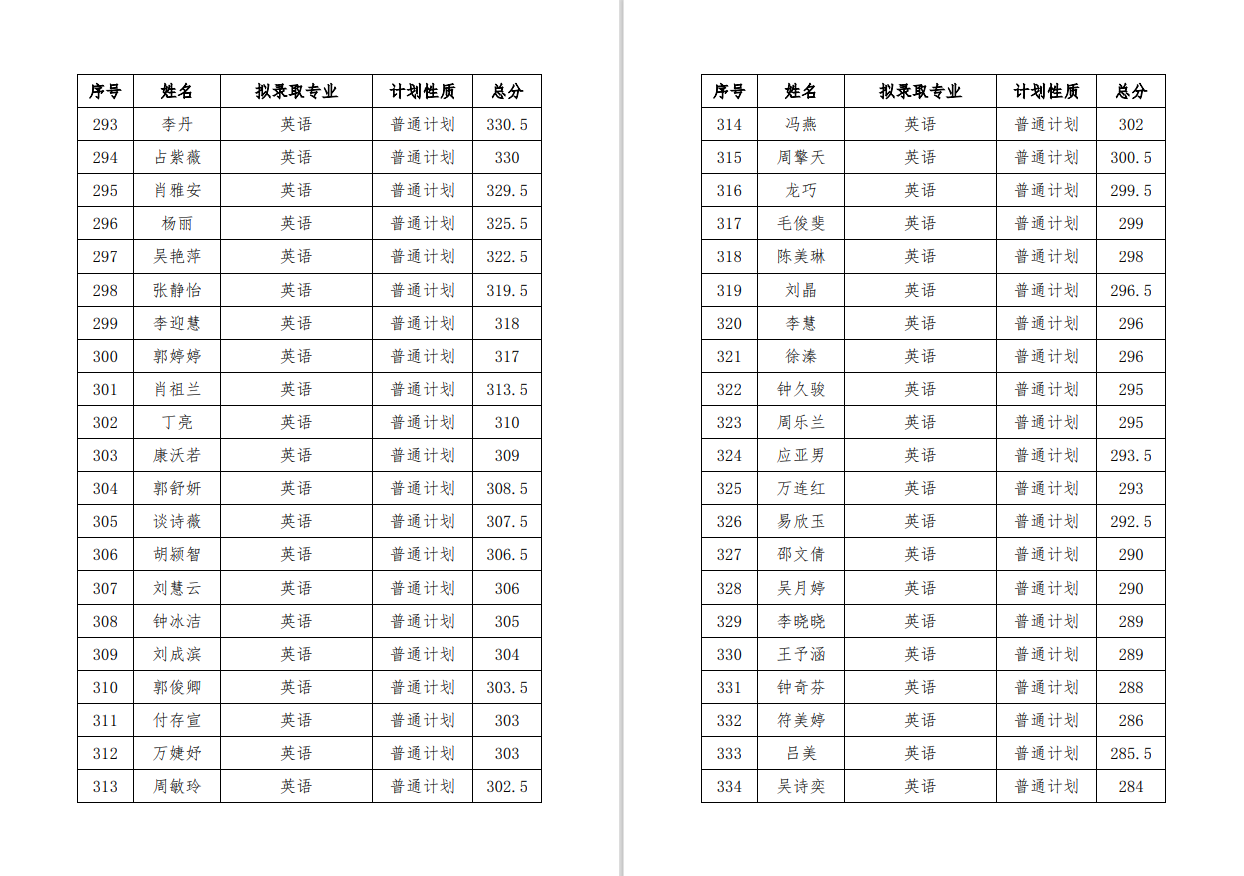 序号 姓名 拟录取专业 计划性质 总分
293 李丹 英语 普通计划 330.5
294 占紫薇 英语 普通计划 330
295 肖雅安 英语 普通计划 329.5
296 杨丽 英语 普通计划 325.5
297 吴艳萍 英语 普通计划 322.5
298 张静怡 英语 普通计划 319.5
299 李迎慧 英语 普通计划 318
300 郭婷婷 英语 普通计划 317
301 肖祖兰 英语 普通计划 313.5
302 丁亮 英语 普通计划 310
303 康沃若 英语 普通计划 309
304 郭舒妍 英语 普通计划 308.5
305 谈诗薇 英语 普通计划 307.5
306 胡颍智 英语 普通计划 306.5
307 刘慧云 英语 普通计划 306
308 钟冰洁 英语 普通计划 305
309 刘成滨 英语 普通计划 304
310 郭俊卿 英语 普通计划 303.5
311 付存宣 英语 普通计划 303
312 万婕妤 英语 普通计划 303
313 周敏玲 英语 普通计划 302.5
序号 姓名 拟录取专业 计划性质 总分
314 冯燕 英语 普通计划 302
315 周擎天 英语 普通计划 300.5
316 龙巧 英语 普通计划 299.5
317 毛俊斐 英语 普通计划 299
318 陈美琳 英语 普通计划 298
319 刘晶 英语 普通计划 296.5
320 李慧 英语 普通计划 296
321 徐溱 英语 普通计划 296
322 钟久骏 英语 普通计划 295
323 周乐兰 英语 普通计划 295
324 应亚男 英语 普通计划 293.5
325 万连红 英语 普通计划 293
326 易欣玉 英语 普通计划 292.5
327 邵文倩 英语 普通计划 290
328 吴月婷 英语 普通计划 290
329 李晓晓 英语 普通计划 289
330 王予涵 英语 普通计划 289
331 钟奇芬 英语 普通计划 288
332 符美婷 英语 普通计划 286
333 吕美 英语 普通计划 285.5
334 吴诗奕 英语 普通计划 284